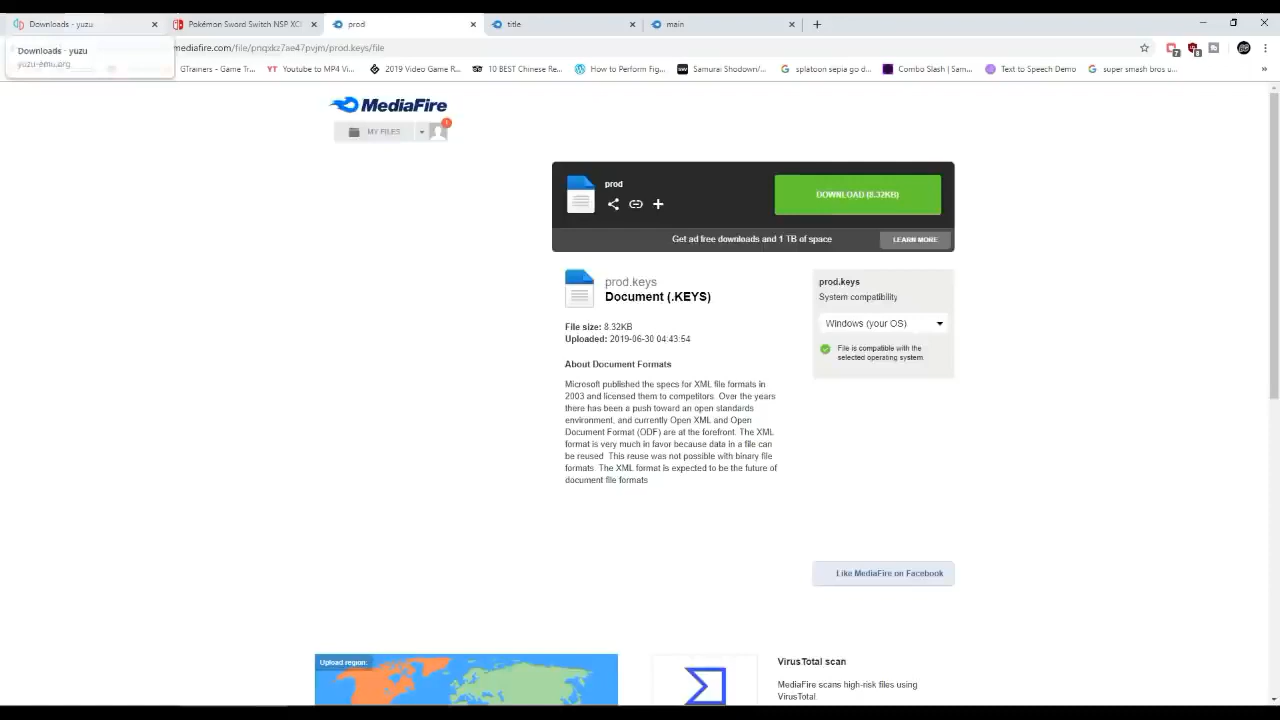 Downloads - yuzu
Pokémon Sword Switch NSP XCI
prod
title
main
Downloads - yuzu
yuzu-emu.org
mediafire.com/file/pnqxkz7ae47pvjm/prod.keys/file
GTrainers - Game Tr...
Youtube to MP4 Vi...
2019 Video Game R...
10 BEST Chinese Re...
How to Perform Fig...
Samurai Shodown/...
splatoon sepia go d...
Combo Slash | Sam...
Text to Speech Demo
super smash bros u...
MediaFire
MY FILES
1
prod
DOWNLOAD (8.32KB)
Get ad free downloads and 1 TB of space
LEARN MORE
prod.keys
Document (.KEYS)
File size: 8.32KB
Uploaded: 2019-06-30 04:43:54
About Document Formats
Microsoft published the specs for XML file formats in
2003 and licensed them to competitors. Over the years
there has been a push toward an open standards
environment, and currently Open XML and Open
Document Format (ODF) are at the forefront. The XML
format is very much in favor because data in a file can
be reused. This reuse was not possible with binary file
formats. The XML format is expected to be the future of
document file formats
prod.keys
System compatibility
Windows (your OS)
File is compatible with the
selected operating system.
Like MediaFire on Facebook
Upload region:
VirusTotal scan
MediaFire scans high-risk files using
VirusTotal.